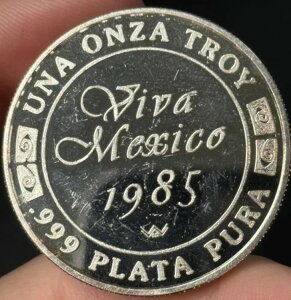 UNA ONZA TROY
Viva
Mexico
1985
.999 PLATA PURA